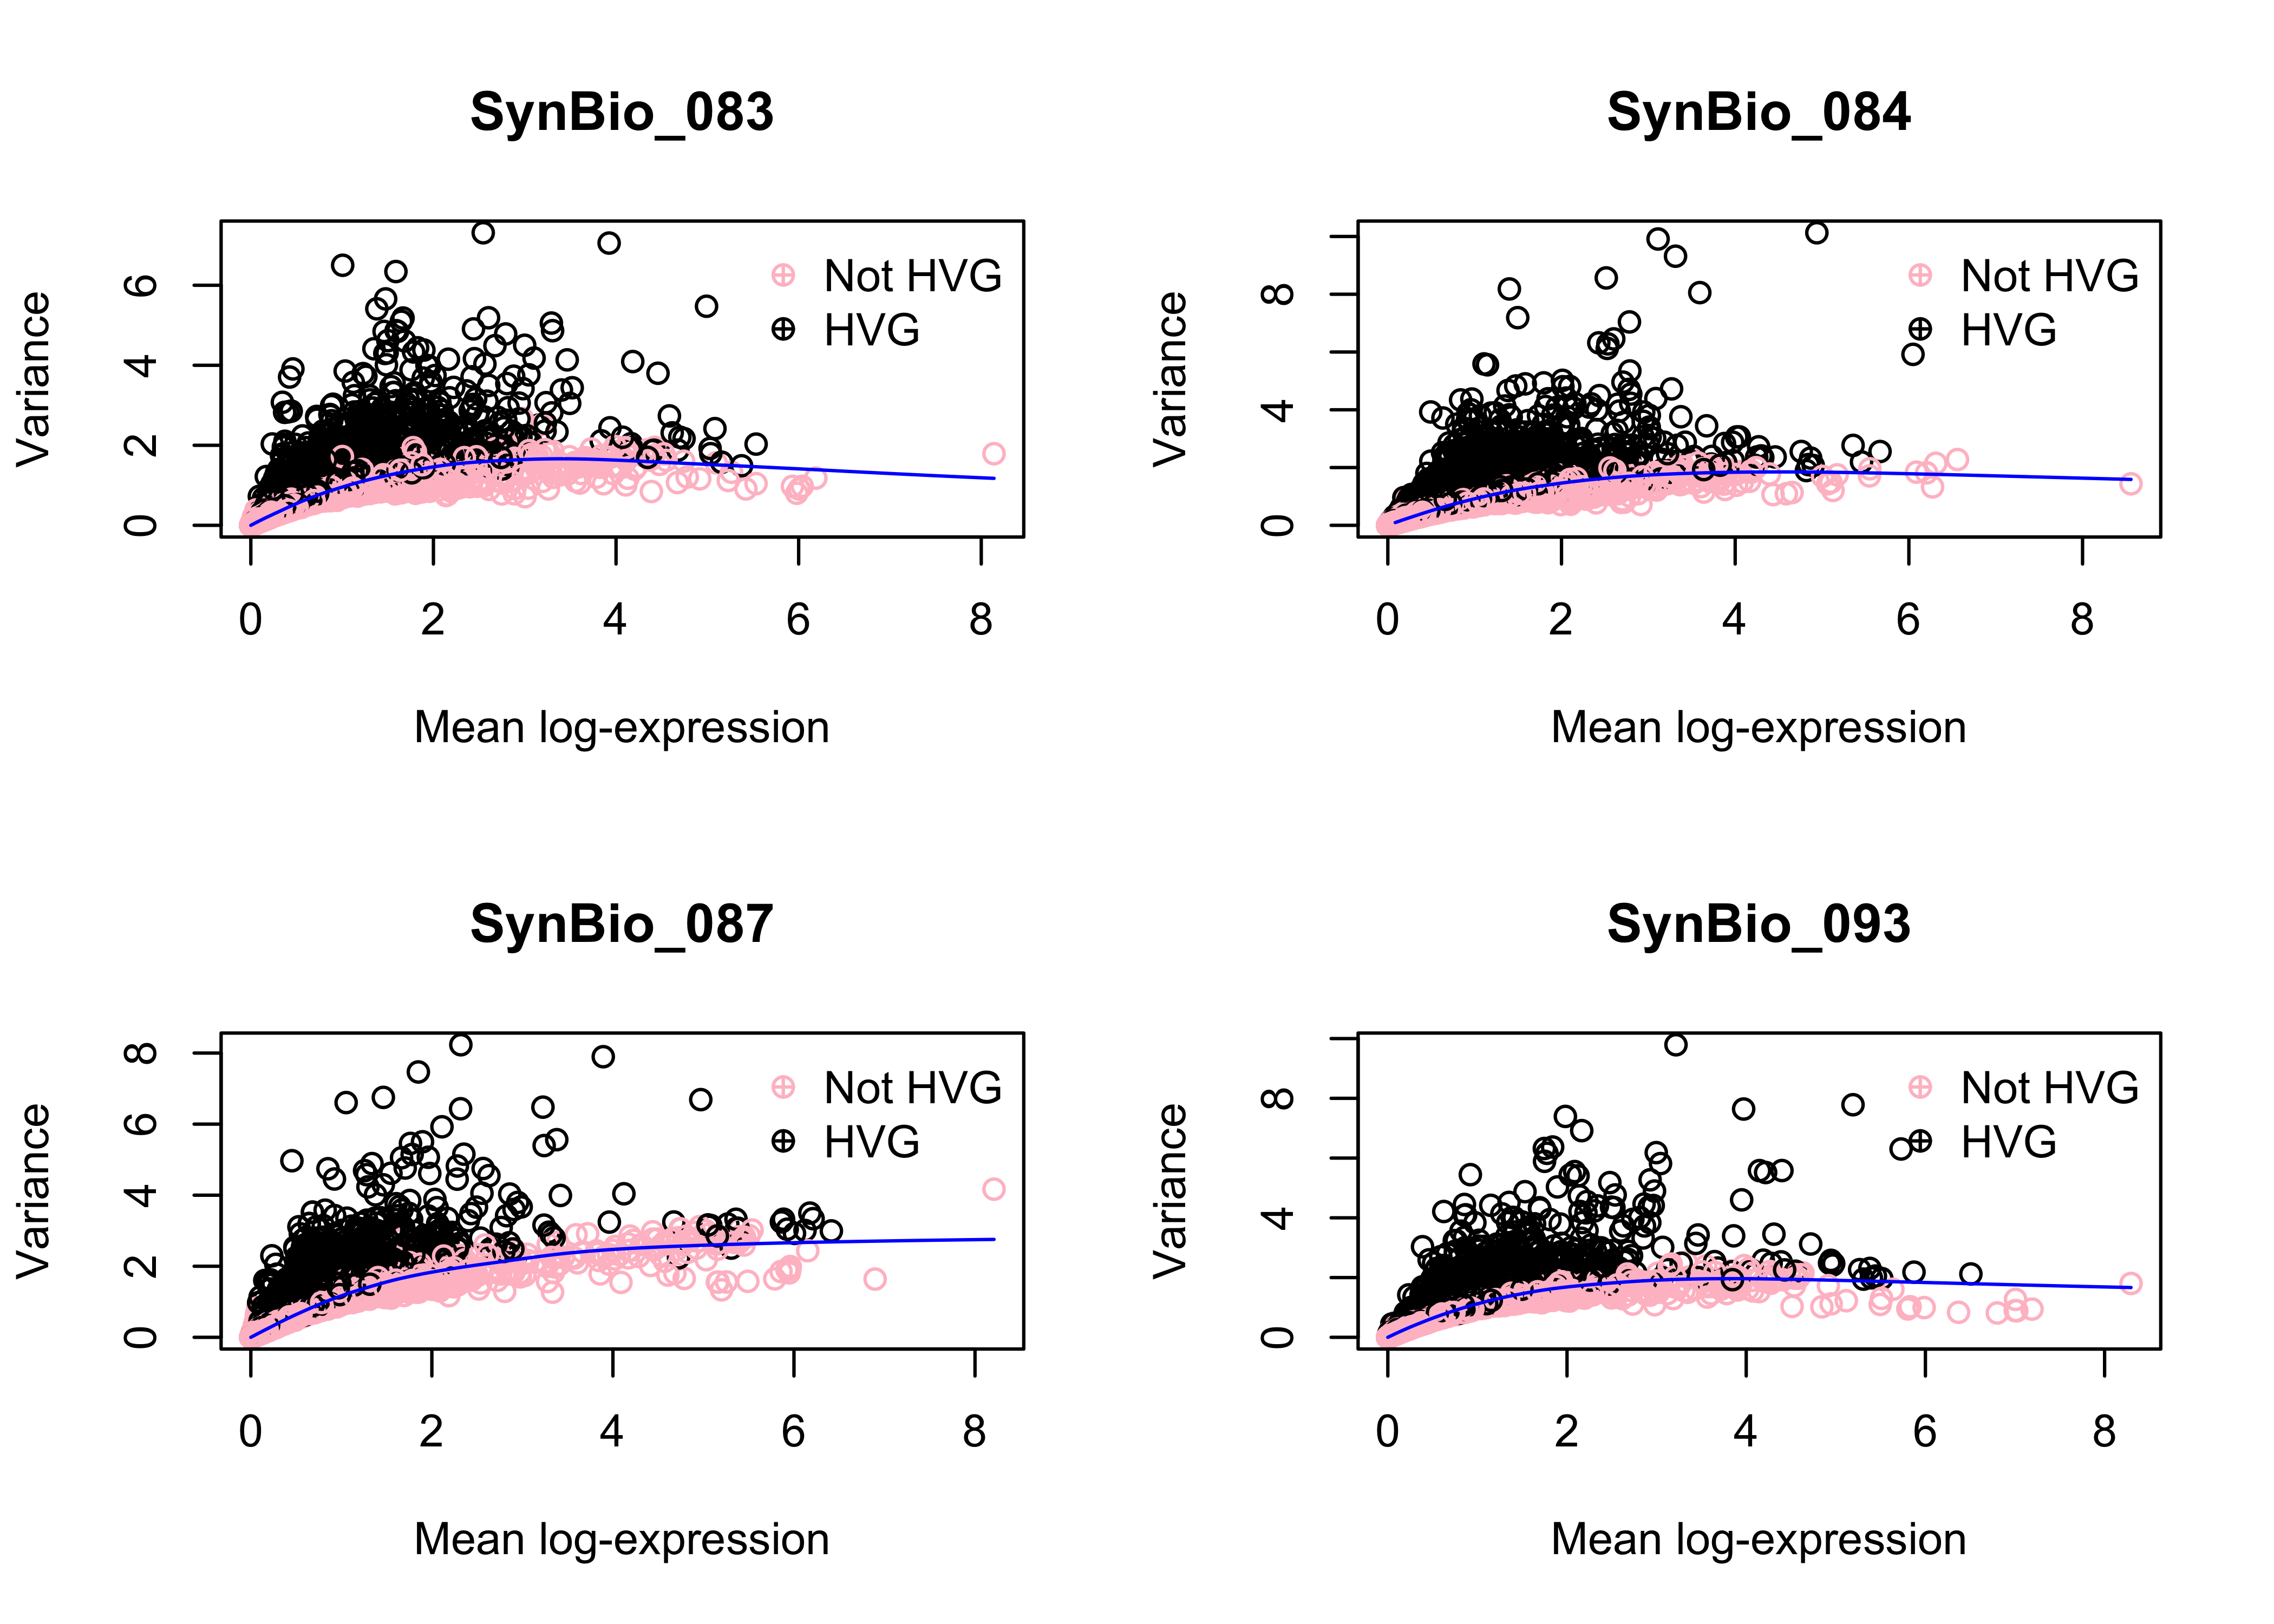 SynBio_083
Variance
6
4
2
0
Not HVG
HVG
0 2 4 6 8
Mean log-expression
SynBio_084
Variance
8
4
0
Not HVG
HVG
0 2 4 6 8
Mean log-expression
SynBio_087
Variance
8
6
4
2
0
Not HVG
HVG
0 2 4 6 8
Mean log-expression
SynBio_093
Variance
8
4
0
Not HVG
HVG
0 2 4 6 8
Mean log-expression